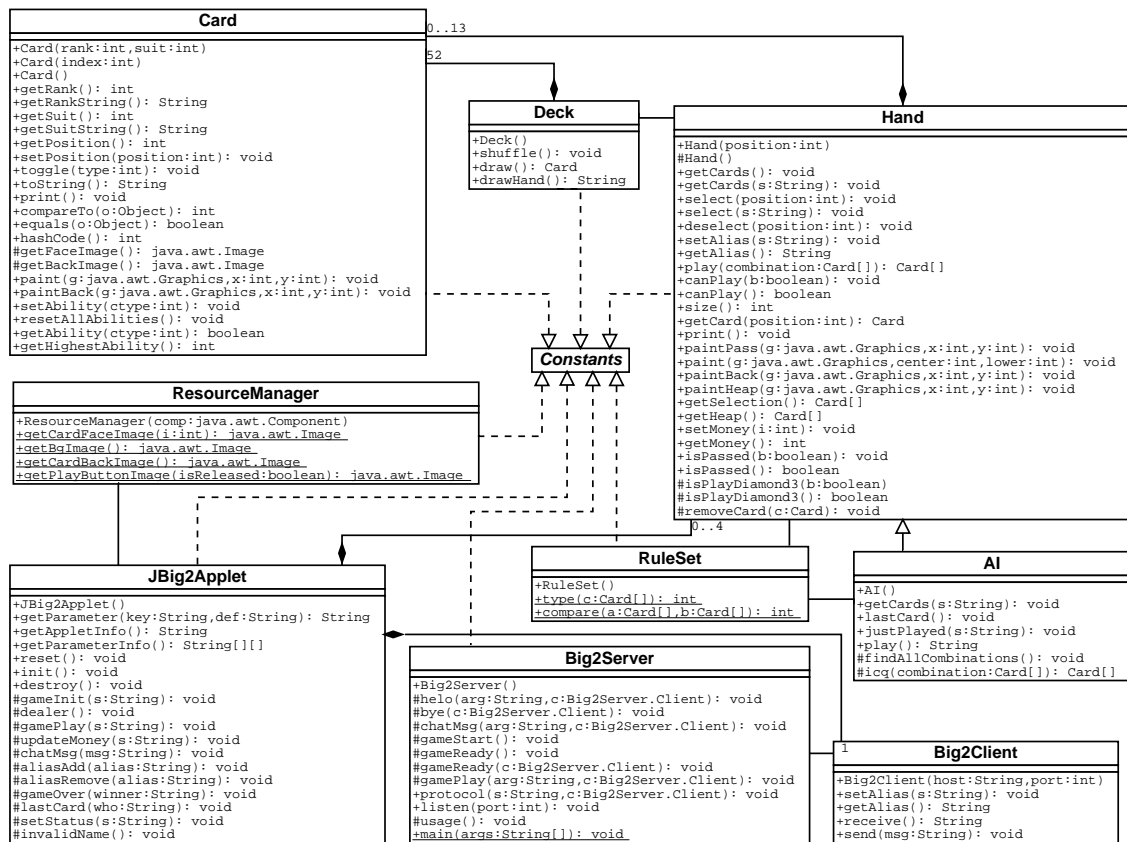 Card
+Card(rank:int,suit:int)
+Card(index:int)
+Card()
+getRank(): int
+getRankString(): String
+getSuit(): int
+getSuitString(): String
+getPosition(): int
+setPosition(position:int): void
+toggle(type:int): void
+toString(): String
+print(): void
+compareTo(o:Object): int
+equals(o:Object): boolean
+hashCode(): int
#getFaceImage(): java.awt.Image
#getBackImage(): java.awt.Image
+paint(g:java.awt.Graphics,x:int,y:int): void
+paintBack(g:java.awt.Graphics,x:int,y:int): void
+setAbility(ctype:int): void
+resetAllAbilities(): void
+getAbility(ctype:int): boolean
+getHighestAbility(): int
0..13
52
Deck
+Deck()
+shuffle(): void
+draw(): Card
+drawHand(): String
Hand
+Hand(position:int)
#Hand()
+getCards(): void
+getCards(s:String): void
+select(position:int): void
+select(s:String): void
+deselect(position:int): void
+setAlias(s:String): void
+getAlias(): String
+play(combination:Card[]): Card[]
+canPlay(b:boolean): void
+canPlay(): boolean
+size(): int
+getCard(position:int): Card
+print(): void
+paintPass(g:java.awt.Graphics,x:int,y:int): void
+paint(g:java.awt.Graphics,center:int,lower:int): void
+paintBack(g:java.awt.Graphics,x:int,y:int): void
+paintHeap(g:java.awt.Graphics,x:int,y:int): void
+getSelection(): Card[]
+getHeap(): Card[]
+setMoney(i:int): void
+getMoney(): int
+isPassed(b:boolean): void
+isPassed(): boolean
#isPlayDiamond3(b:boolean)
#isPlayDiamond3(): boolean
#removeCard(c:Card): void
Constants
ResourceManager
+ResourceManager(comp:java.awt.Component)
+getCardFaceImage(i:int): java.awt.Image
+getBgImage(): java.awt.Image
+getCardBackImage(): java.awt.Image
+getPlayButtonImage(isReleased:boolean): java.awt.Image
0..4
RuleSet
+RuleSet()
+type(c:Card[]): int
+compare(a:Card[],b:Card[]): int
AI
+AI()
+getCards(s:String): void
+lastCard(): void
+justPlayed(s:String): void
+play(): String
#findAllCombinations(): void
#icq(combination:Card[]): Card[]
JBig2Applet
+JBig2Applet()
+getParameter(key:String,def:String): String
+getAppletInfo(): String
+getParameterInfo(): String[][]
+reset(): void
+init(): void
+destroy(): void
#gameInit(s:String): void
#dealer(): void
#gamePlay(s:String): void
#updateMoney(s:String): void
#chatMsg(msg:String): void
#aliasAdd(alias:String): void
#aliasRemove(alias:String): void
#gameOver(winner:String): void
#lastCard(who:String): void
#setStatus(s:String): void
#invalidName(): void
Big2Server
+Big2Server()
#helo(arg:String,c:Big2Server.Client): void
#bye(c:Big2Server.Client): void
#chatMsg(arg:String,c:Big2Server.Client): void
#gameStart(): void
#gameReady(): void
#gameReady(c:Big2Server.Client): void
#gamePlay(arg:String,c:Big2Server.Client): void
+protocol(s:String,c:Big2Server.Client): void
+listen(port:int): void
#usage(): void
+main(args:String[]): void
1
Big2Client
+Big2Client(host:String,port:int)
+setAlias(s:String): void
+getAlias(): String
+receive(): String
+send(msg:String): void